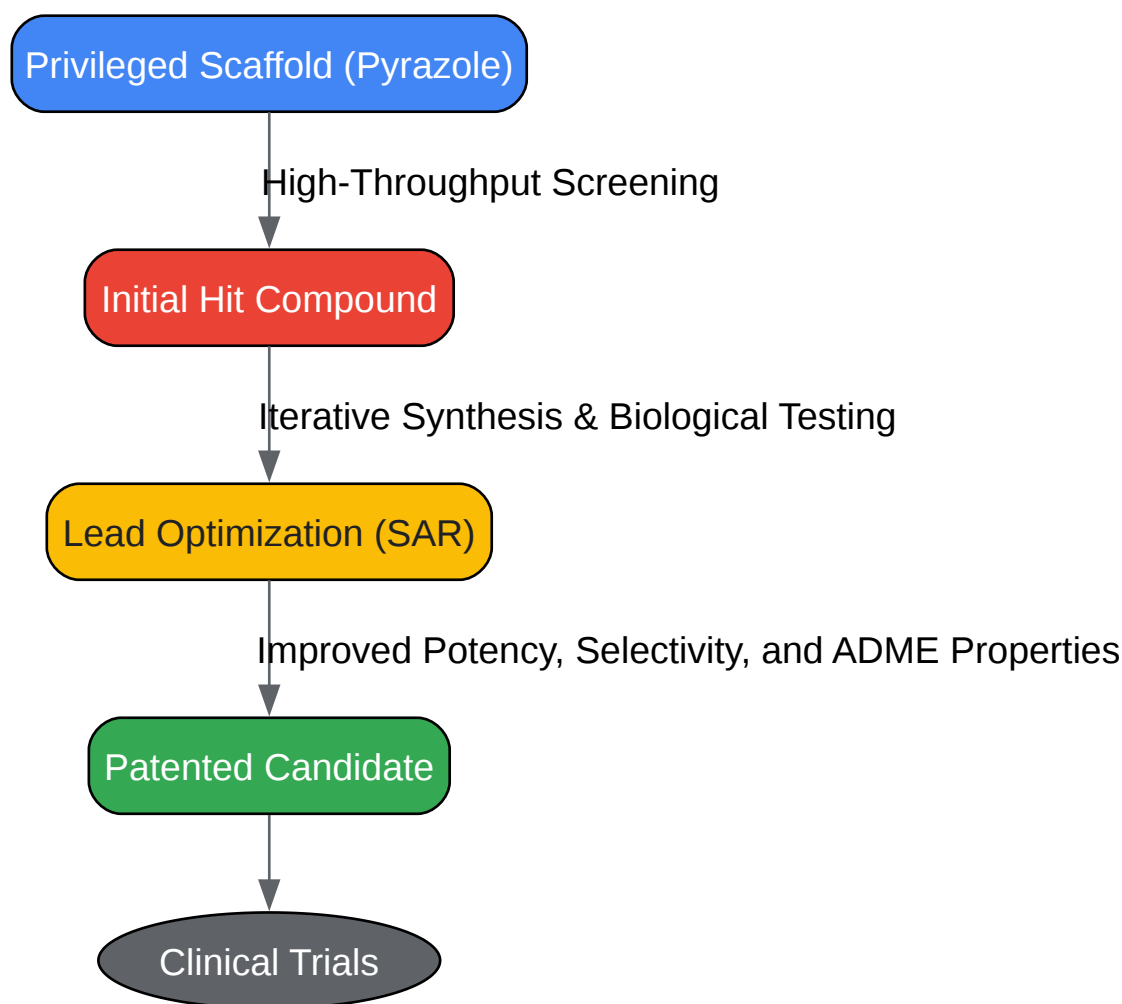 Privileged Scaffold (Pyrazole)
High-Throughput Screening
Initial Hit Compound
Iterative Synthesis & Biological Testing
Lead Optimization (SAR)
Improved Potency, Selectivity, and ADME Properties
Patented Candidate
Clinical Trials